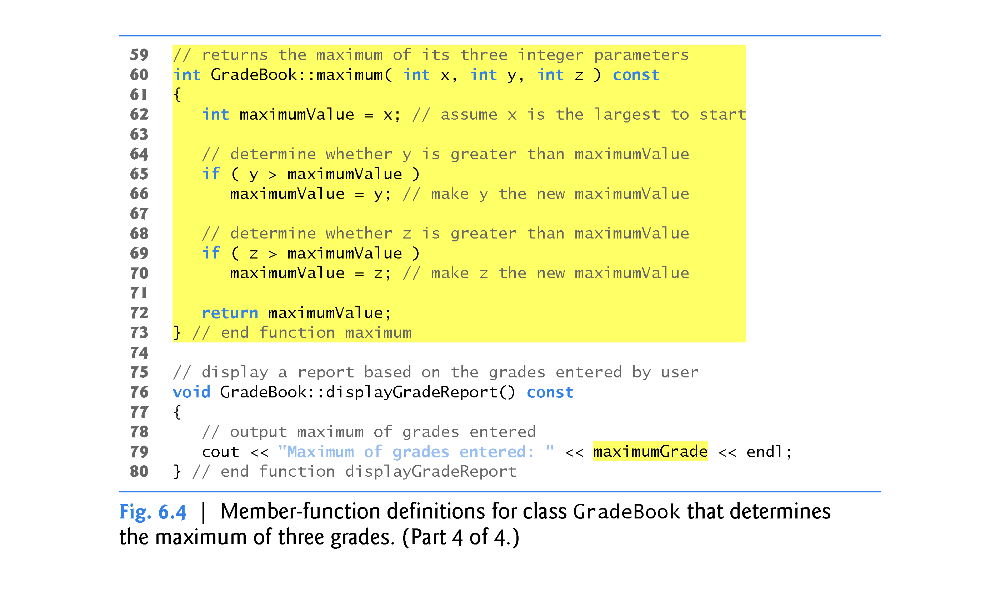 59 // returns the maximum of its three integer parameters
60 int GradeBook::maximum( int x, int y, int z ) const
61 {
62 int maximumValue = x; // assume x is the largest to start
63
64 // determine whether y is greater than maximumValue
65 if ( y > maximumValue )
66 maximumValue = y; // make y the new maximumValue
67
68 // determine whether z is greater than maximumValue
69 if ( z > maximumValue )
70 maximumValue = z; // make z the new maximumValue
71
72 return maximumValue;
73 } // end function maximum
74
75 // display a report based on the grades entered by user
76 void GradeBook::displayGradeReport() const
77 {
78 // output maximum of grades entered
79 cout << "Maximum of grades entered: " << maximumGrade << endl;
80 } // end function displayGradeReport
Fig. 6.4 | Member-function definitions for class GradeBook that determines
the maximum of three grades. (Part 4 of 4.)